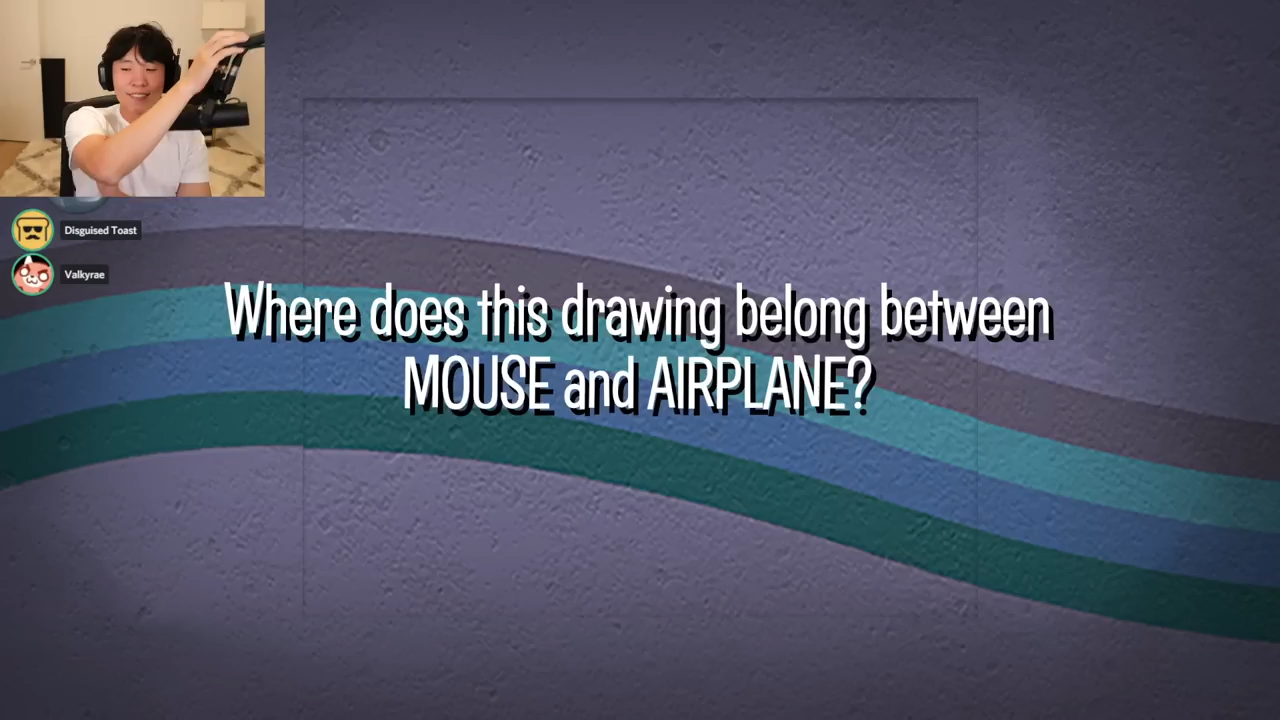 Disguised Toast
Valkyrae
Where does this drawing belong between
MOUSE and AIRPLANE?